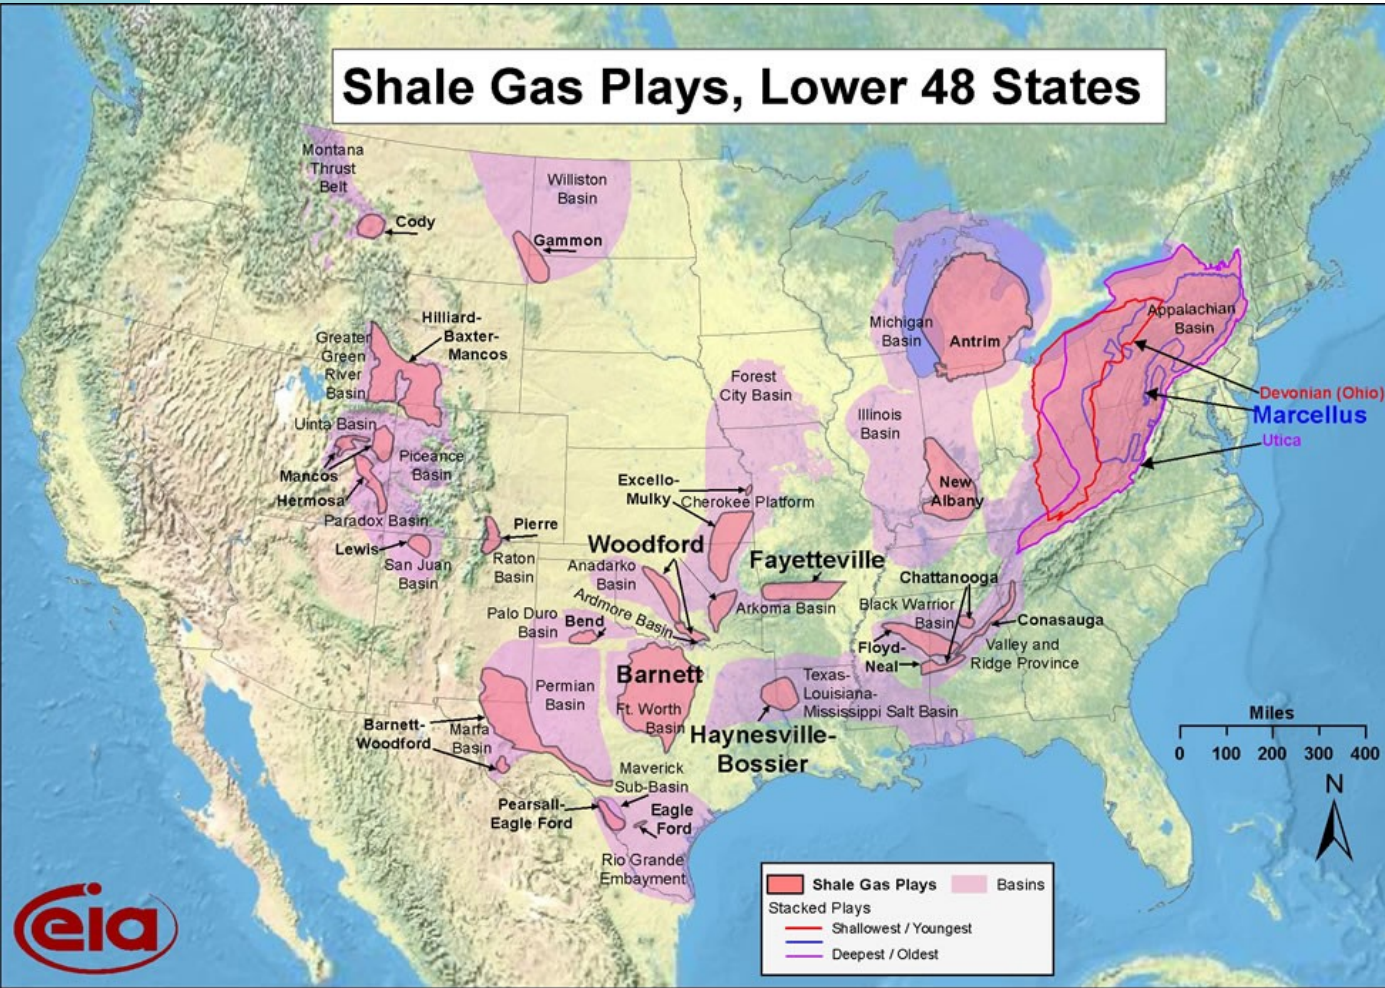 Shale Gas Plays, Lower 48 States
Montana
Thrust
Belt
Cody
Williston
Basin
Gammon
Hilliard-
Baxter-
Mancos
Greater
Green
River
Basin
Uinta Basin
Mancos
Piceance
Basin
Hermosa
Paradox Basin
Lewis
San Juan
Basin
Pierre
Raton
Basin
Michigan
Basin
Antrim
Appalachian
Basin
Devonian (Ohio)
Marcellus
Utica
Forest
City Basin
Illinois
Basin
New
Albany
Excello-
Mulky
Cherokee Platform
Woodford
Anadarko
Basin
Ardmore Basin
Fayetteville
Arkoma Basin
Palo Duro
Basin
Bend
Chattanooga
Black Warrior
Basin
Conasauga
Floyd-
Neal
Valley and
Ridge Province
Barnett
Ft. Worth
Basin
Permian
Basin
Texas-
Louisiana-
Mississippi Salt Basin
Haynesville-
Bossier
Barnett-
Woodford
Marfa
Basin
Maverick
Sub-Basin
Pearsall-
Eagle Ford
Eagle
Ford
Rio Grande
Embayment
Miles
0 100 200 300 400
N
Shale Gas Plays
Basins
Stacked Plays
Shallowest / Youngest
Deepest / Oldest
eia